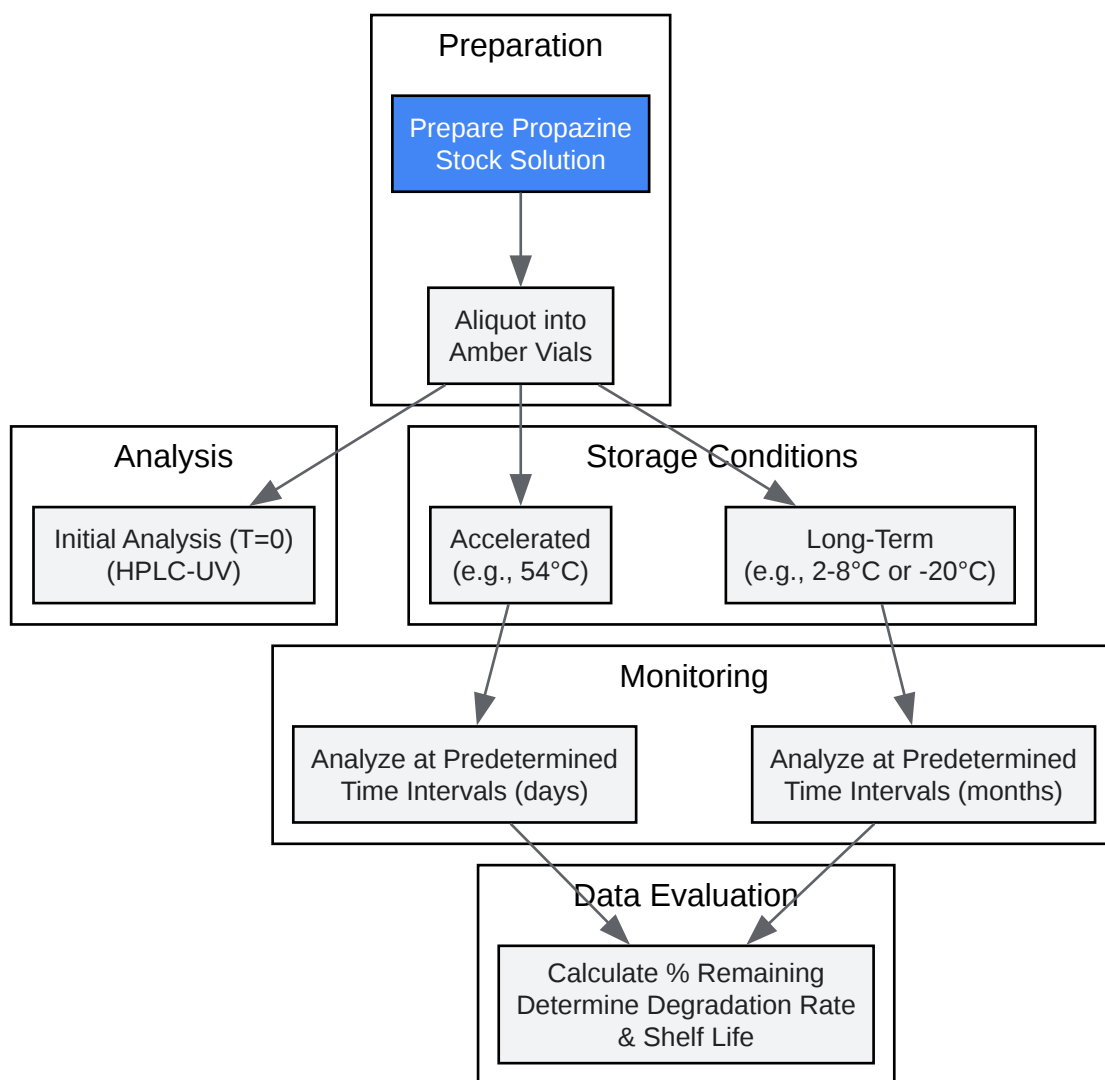 Preparation
Prepare Propazine
Stock Solution
Aliquot into
Amber Vials
Analysis
Initial Analysis (T=0)
(HPLC-UV)
Storage Conditions
Accelerated
(e.g., 54°C)
Long-Term
(e.g., 2-8°C or -20°C)
Monitoring
Analyze at Predetermined
Time Intervals (days)
Analyze at Predetermined
Time Intervals (months)
Data Evaluation
Calculate % Remaining
Determine Degradation Rate
& Shelf Life